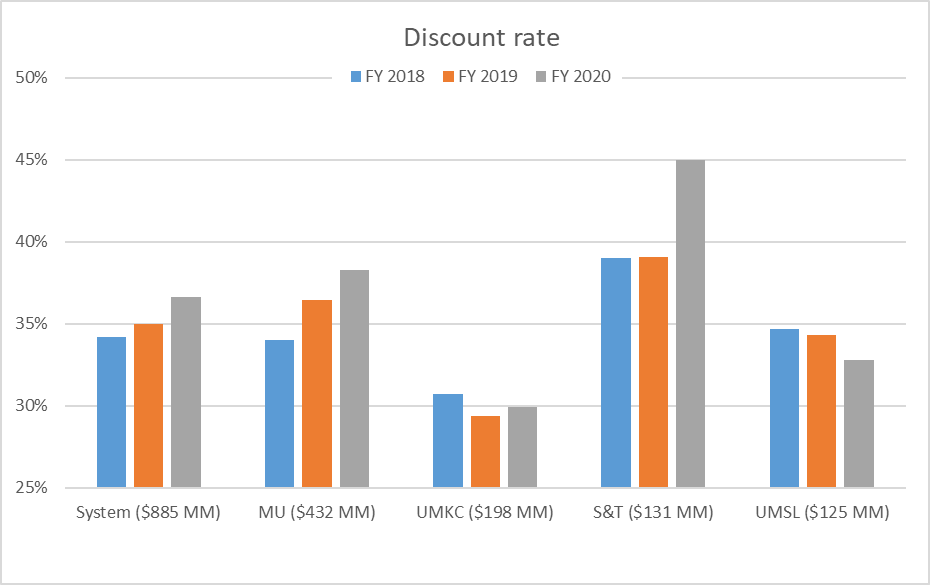 Discount rate
FY 2018 FY 2019 FY 2020
50%
45%
40%
35%
30%
25%
System ($885 MM) MU ($432 MM) UMKC ($198 MM) S&T ($131 MM) UMSL ($125 MM)